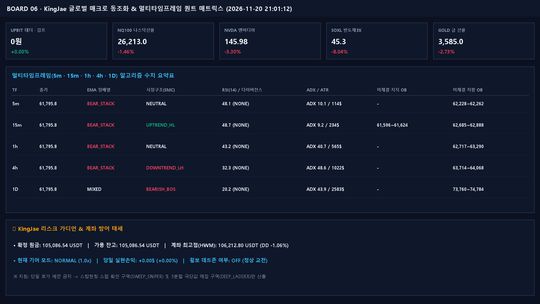 BOARD 06 - KingJae 글로벌 매크로 동조화 & 멀티타임프레임 퀀트 매트릭스 (2026-11-20 21:01:12)
UPBIT 테더 · 김프
0원
+0.00%
NQ100 나스닥선물
26,213.0
-1.46%
NVDA 엔비디아
145.98
-3.30%
SOXL 반도체3X
45.3
-8.04%
GOLD 금 선물
3,585.0
-2.73%
멀티타임프레임(5m · 15m · 1h · 4h · 1D) 알고리즘 수치 요약표
TF 종가 EMA 정배열 시장구조(SMC) RSI(14) / 다이버전스 ADX / ATR 미체결 지지 OB 미체결 저항 OB
5m 61,795.8 BEAR_STACK NEUTRAL 48.1 (NONE) ADX 10.1 / 114$ - 62,228~62,262
15m 61,795.8 BEAR_STACK UPTREND_HL 48.7 (NONE) ADX 9.2 / 204$ 61,596~61,624 62,685~62,888
1h 61,795.8 BEAR_STACK NEUTRAL 43.2 (NONE) ADX 40.7 / 565$ - 62,717~63,290
4h 61,795.8 BEAR_STACK DOWNTREND_LH 32.3 (NONE) ADX 48.6 / 1022$ - 63,714~64,068
1D 61,795.8 MIXED BEARISH_BOS 20.2 (NONE) ADX 43.9 / 2503$ - 73,760~74,784
KingJae 리스크 가디언 & 계좌 방어 태세
• 확정 원금: 105,086.54 USDT | 가용 잔고: 105,086.54 USDT | 계좌 최고점(HWM): 106,212.80 USDT (DD -1.06%)
• 현재 기어 모드: NORMAL (1.0x) | 당일 실현손익: +0.00$ (+0.00%) | 펌보 데드존 여부: OFF (정상 교전)